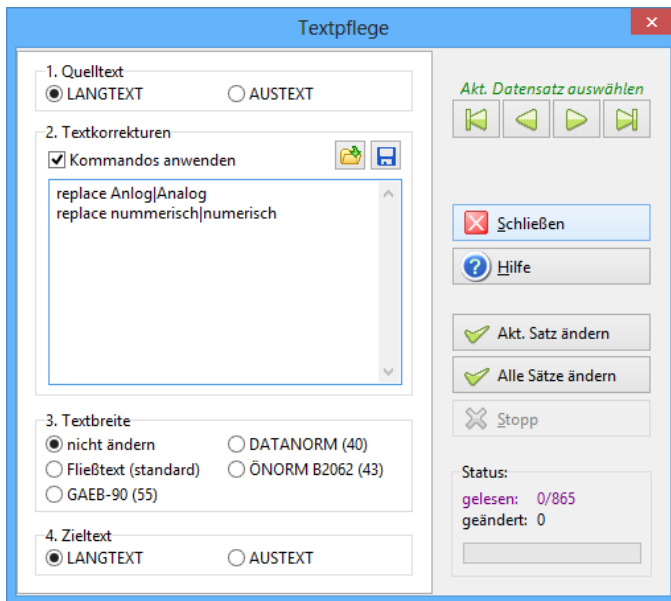 Textpflege
1. Quelltext
LANGTEXT
AUSTEXT
2. Textkorrekturen
Kommandos anwenden
replace Anlog|Analog
replace nummerisch|numerisch
3. Textbreite
nicht ändern
DATANORM (40)
Fließtext (standard)
ÖNORM B2062 (43)
GAEB-90 (55)
4. Zieltext
LANGTEXT
AUSTEXT
Akt. Datensatz auswählen
Schließen
Hilfe
Akt. Satz ändern
Alle Sätze ändern
Stopp
Status:
gelesen: 0/865
geändert: 0